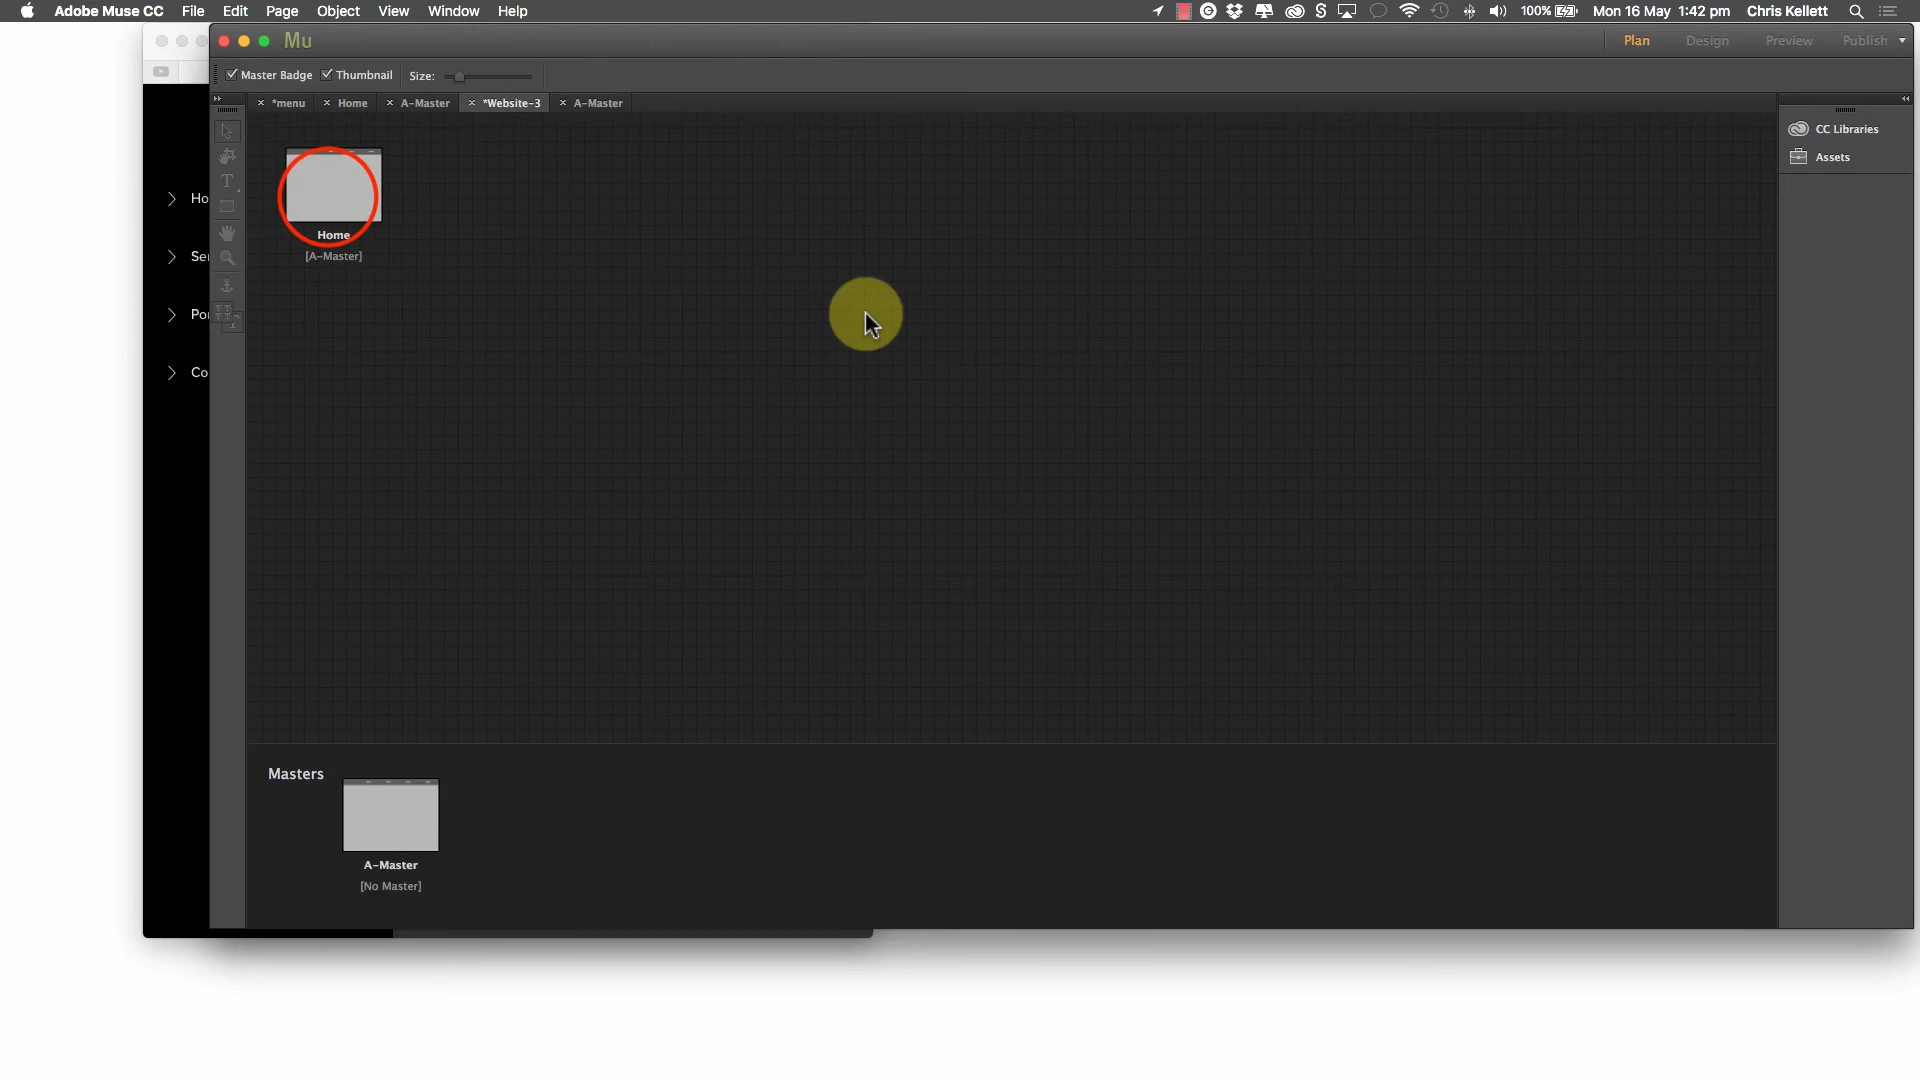 Adobe Muse CC File Edit Page Object View Window Help 100% Mon 16 May 1:42 pm Chris Kellett
Mu Plan Design Preview Publish
Master Badge Thumbnail Size:
*menu Home A-Master *Website-3 A-Master
CC Libraries
Assets
Ho
Ser
Por
Co
Home
[A-Master]
Masters
A-Master
[No Master]